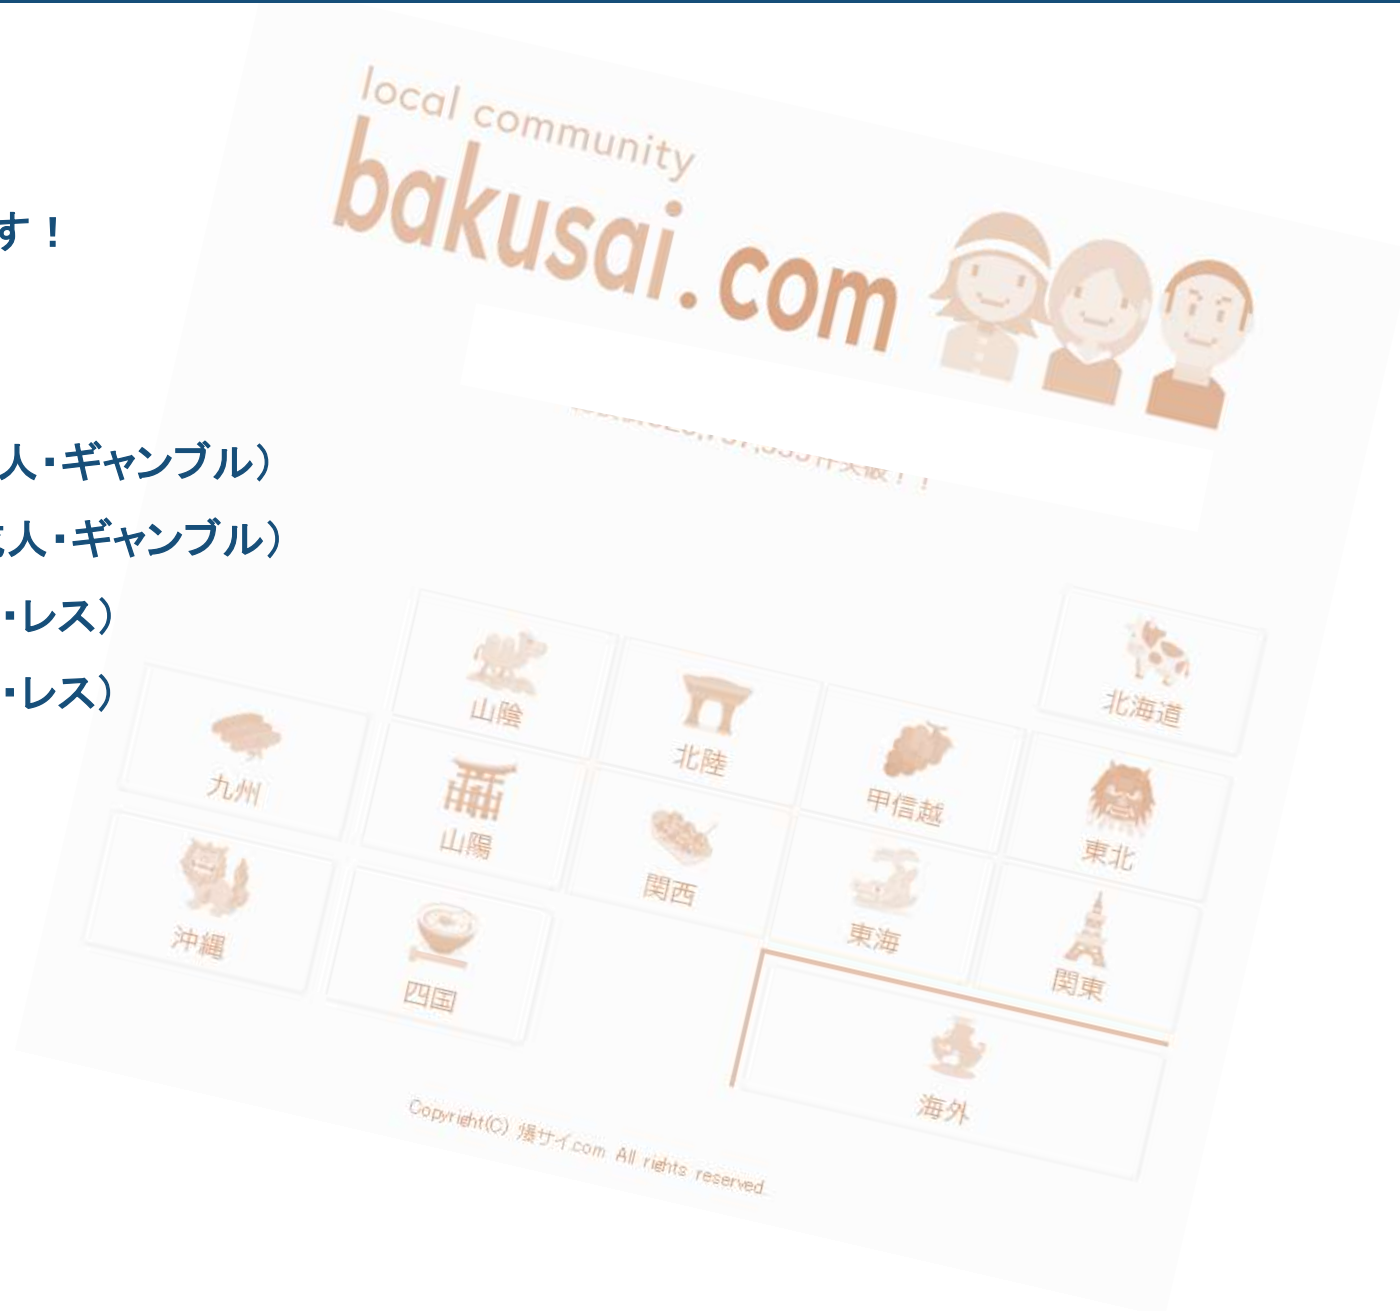 local community
bakusai.com
す！
人・ギャンブル）
人・ギャンブル）
・レス）
・レス）
件突破！！
北海道
山陰
北陸
甲信越
東北
九州
山陽
関西
東海
関東
沖縄
四国
海外
Copyright(C) 爆サイ.com All rights reserved.